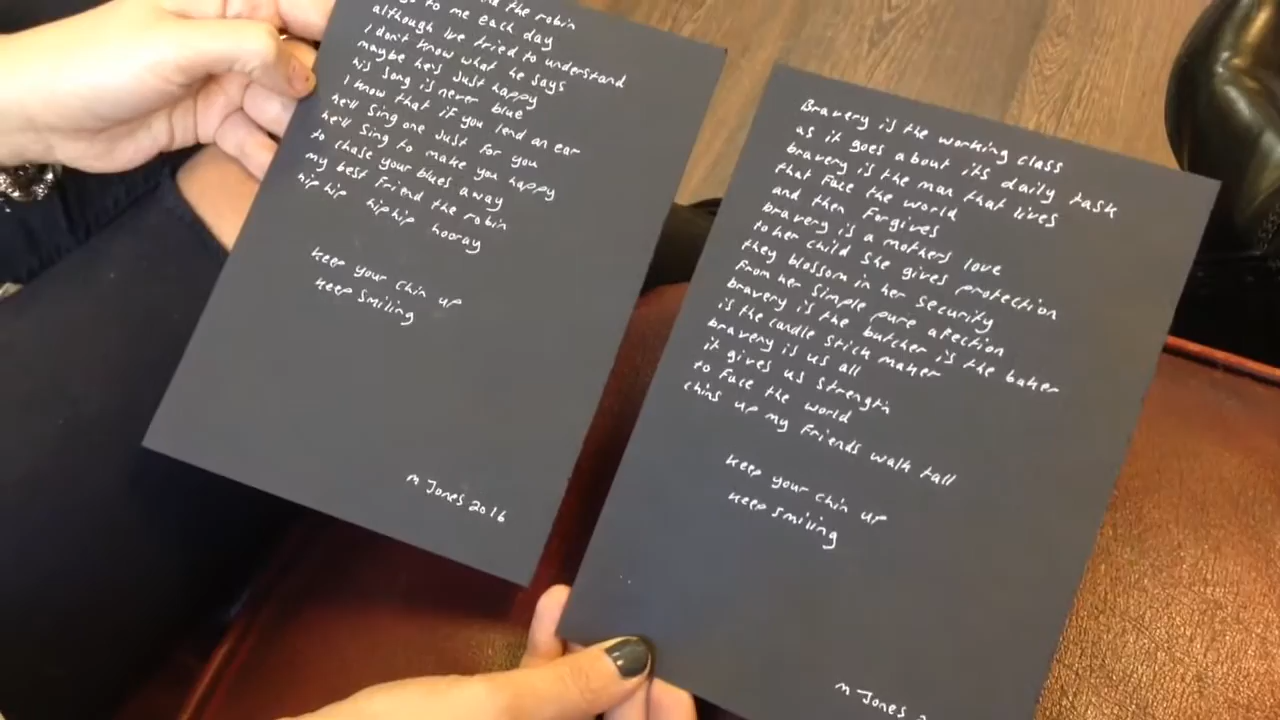 the robin
to me each day
although Ive tried to understand
I don't know what he says
maybe he's Just happy
his song is never blue
I know that if you lend an ear
he'll sing one Just for you
he'll sing to make you happy
to chase your blues away
my best friend the robin
hip hip hip hip hooray
Keep your chin up
Keep smiling
m Jones 2016
Bravery is the working class
as it goes about its daily task
bravery is the man that lives
that face the world
and then forgives
bravery is a mothers love
to her child she gives protection
they blossom in her security
from her simple pure afection
bravery is the butcher is the baker
is the candle stick maker
bravery is us all
it gives us strength
to face the world
chins up my friends walk tall
Keep your chin up
Keep smiling
m Jones